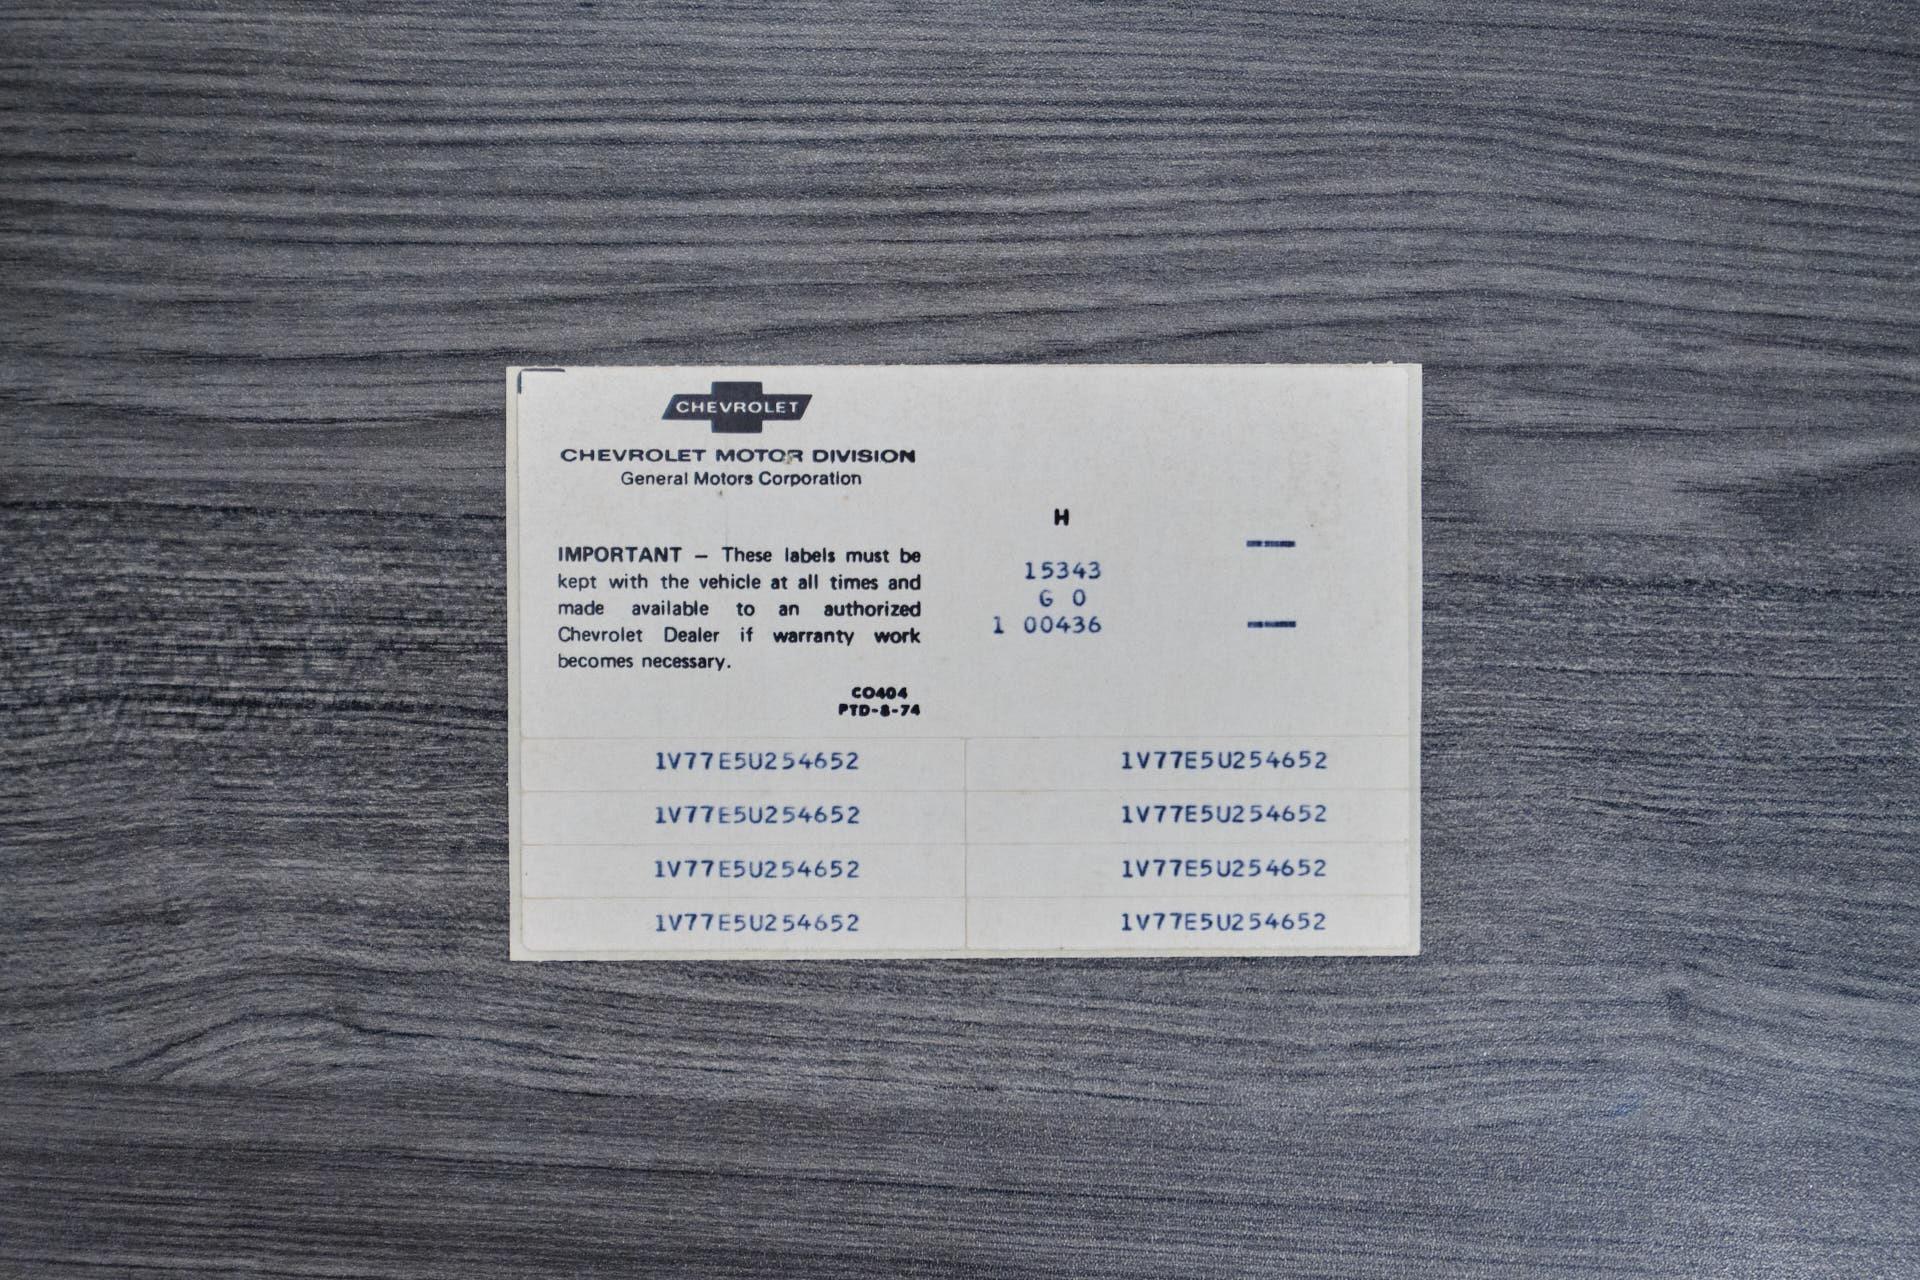 CHEVROLET
CHEVROLET MOTOR DIVISION
General Motors Corporation
IMPORTANT — These labels must be
kept with the vehicle at all times and
made available to an authorized
Chevrolet Dealer if warranty work
becomes necessary.
CO404
PTD-8-74
H
15343
G 0
1 00436
1V77E5U254652 1V77E5U254652
1V77E5U254652 1V77E5U254652
1V77E5U254652 1V77E5U254652
1V77E5U254652 1V77E5U254652